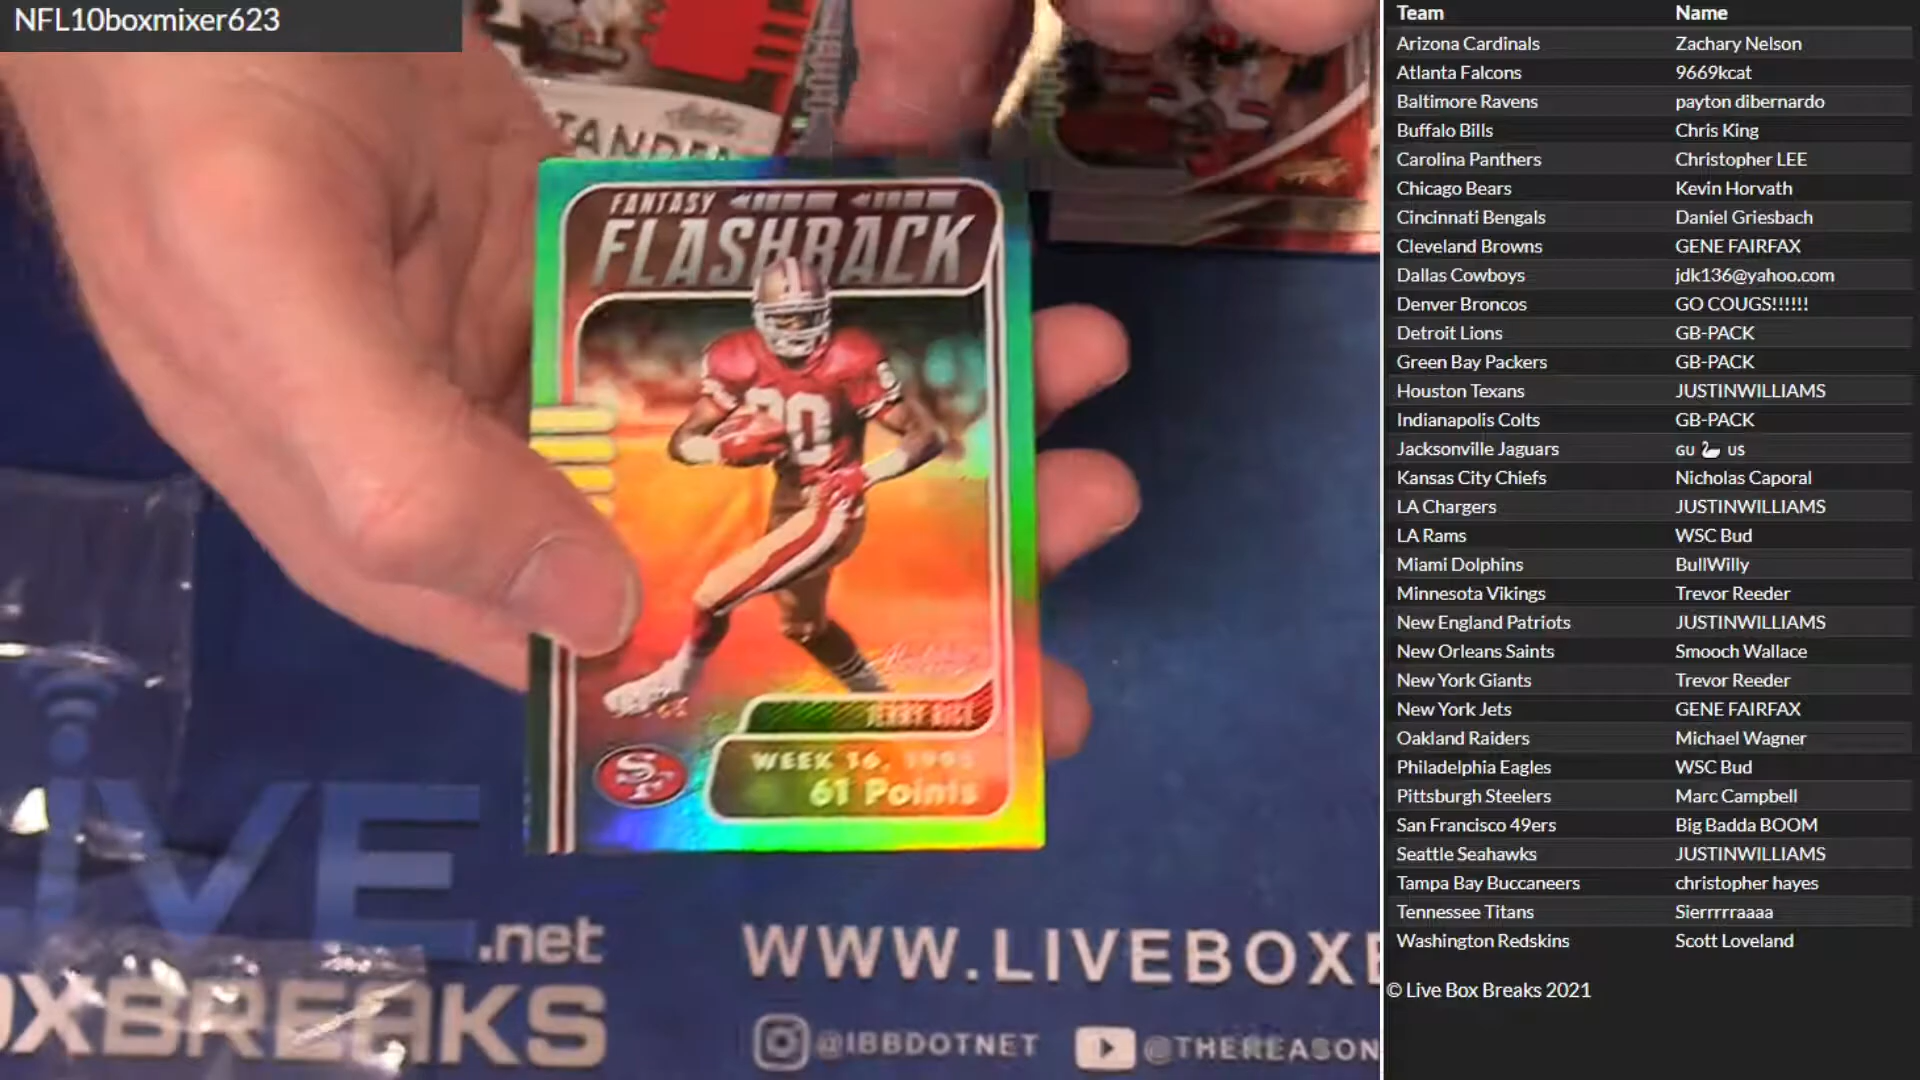 NFL10boxmixer623
FANTASY
FLASHBACK
80
JERRY RICE
WEEK 16, 1995
61 Points
SF
LIVE
.net
OXBREAKS
WWW.LIVEBOX
@IBBDOTNET
@THEREASON
Team Name
Arizona Cardinals Zachary Nelson
Atlanta Falcons 9669kcat
Baltimore Ravens payton dibernardo
Buffalo Bills Chris King
Carolina Panthers Christopher LEE
Chicago Bears Kevin Horvath
Cincinnati Bengals Daniel Griesbach
Cleveland Browns GENE FAIRFAX
Dallas Cowboys jdk136@yahoo.com
Denver Broncos GO COUGS!!!!!!
Detroit Lions GB-PACK
Green Bay Packers GB-PACK
Houston Texans JUSTINWILLIAMS
Indianapolis Colts GB-PACK
Jacksonville Jaguars GU 🦢 US
Kansas City Chiefs Nicholas Caporal
LA Chargers JUSTINWILLIAMS
LA Rams WSC Bud
Miami Dolphins BullWilly
Minnesota Vikings Trevor Reeder
New England Patriots JUSTINWILLIAMS
New Orleans Saints Smooch Wallace
New York Giants Trevor Reeder
New York Jets GENE FAIRFAX
Oakland Raiders Michael Wagner
Philadelphia Eagles WSC Bud
Pittsburgh Steelers Marc Campbell
San Francisco 49ers Big Badda BOOM
Seattle Seahawks JUSTINWILLIAMS
Tampa Bay Buccaneers christopher hayes
Tennessee Titans Sierrrrraaaa
Washington Redskins Scott Loveland
© Live Box Breaks 2021